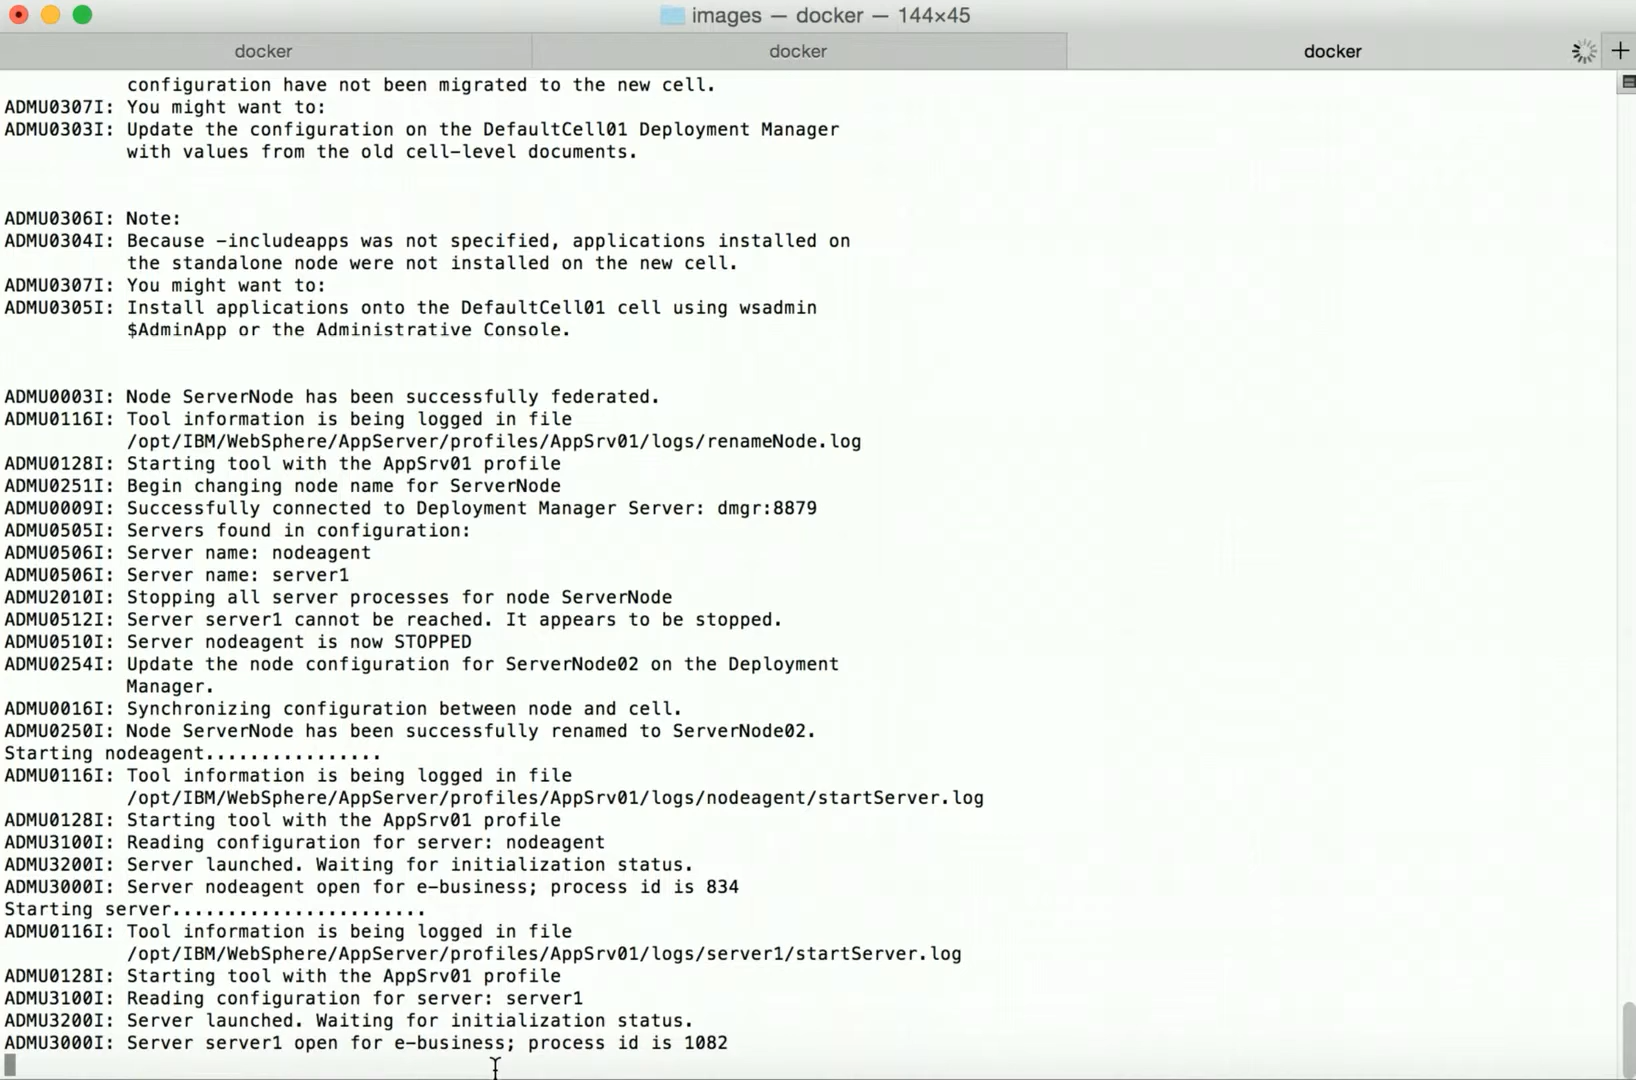 images — docker — 144×45
docker docker docker +
configuration have not been migrated to the new cell.
ADMU0307I: You might want to:
ADMU0303I: Update the configuration on the DefaultCell01 Deployment Manager
with values from the old cell-level documents.
ADMU0306I: Note:
ADMU0304I: Because -includeapps was not specified, applications installed on
the standalone node were not installed on the new cell.
ADMU0307I: You might want to:
ADMU0305I: Install applications onto the DefaultCell01 cell using wsadmin
$AdminApp or the Administrative Console.
ADMU0003I: Node ServerNode has been successfully federated.
ADMU0116I: Tool information is being logged in file
/opt/IBM/WebSphere/AppServer/profiles/AppSrv01/logs/renameNode.log
ADMU0128I: Starting tool with the AppSrv01 profile
ADMU0251I: Begin changing node name for ServerNode
ADMU0009I: Successfully connected to Deployment Manager Server: dmgr:8879
ADMU0505I: Servers found in configuration:
ADMU0506I: Server name: nodeagent
ADMU0506I: Server name: server1
ADMU2010I: Stopping all server processes for node ServerNode
ADMU0512I: Server server1 cannot be reached. It appears to be stopped.
ADMU0510I: Server nodeagent is now STOPPED
ADMU0254I: Update the node configuration for ServerNode02 on the Deployment
Manager.
ADMU0016I: Synchronizing configuration between node and cell.
ADMU0250I: Node ServerNode has been successfully renamed to ServerNode02.
Starting nodeagent................
ADMU0116I: Tool information is being logged in file
/opt/IBM/WebSphere/AppServer/profiles/AppSrv01/logs/nodeagent/startServer.log
ADMU0128I: Starting tool with the AppSrv01 profile
ADMU3100I: Reading configuration for server: nodeagent
ADMU3200I: Server launched. Waiting for initialization status.
ADMU3000I: Server nodeagent open for e-business; process id is 834
Starting server.......................
ADMU0116I: Tool information is being logged in file
/opt/IBM/WebSphere/AppServer/profiles/AppSrv01/logs/server1/startServer.log
ADMU0128I: Starting tool with the AppSrv01 profile
ADMU3100I: Reading configuration for server: server1
ADMU3200I: Server launched. Waiting for initialization status.
ADMU3000I: Server server1 open for e-business; process id is 1082